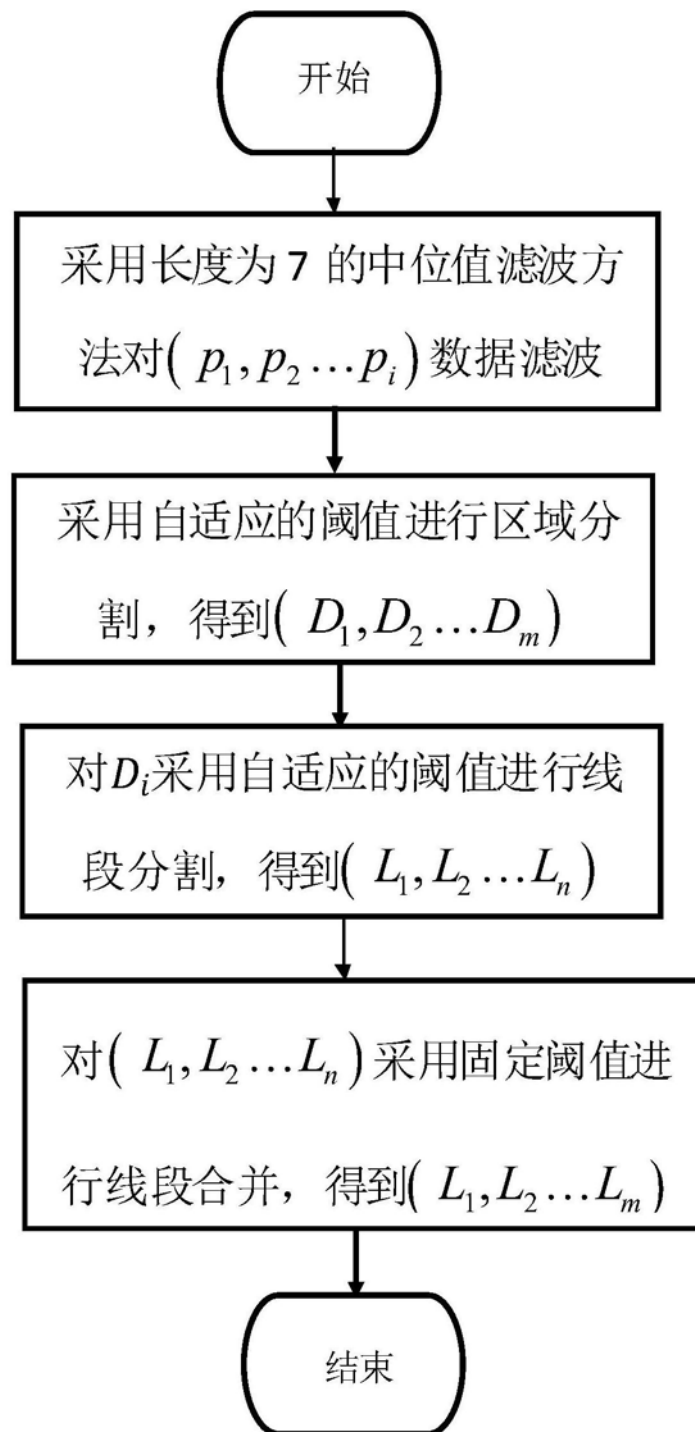 开始
采用长度为 7 的中位值滤波方
法对( p₁, p₂ … pᵢ ) 数据滤波
采用自适应的阈值进行区域分
割，得到( D₁, D₂ … Dₘ )
对Dᵢ采用自适应的阈值进行线
段分割，得到( L₁, L₂ … Lₙ )
对( L₁, L₂ … Lₙ ) 采用固定阈值进
行线段合并，得到( L₁, L₂ … Lₘ )
结束